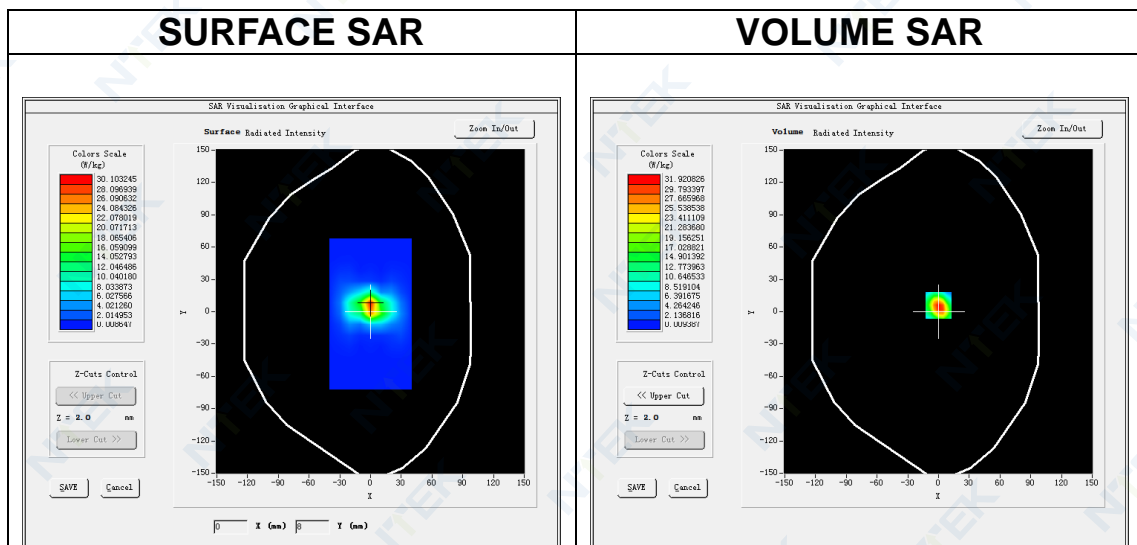 SURFACE SAR
VOLUME SAR
SAR Visualisation Graphical Interface
Surface Radiated Intensity
Zoom In/Out
Colors Scale
(W/kg)
30.103245
28.096939
26.090632
24.084326
22.078019
20.071713
18.065406
16.059099
14.052793
12.046486
10.040180
8.033873
6.027566
4.021260
2.014953
0.008647
150
120
90
60
30
0
-30
-60
-90
-120
-150
Y
-150 -120 -90 -60 -30 0 30 60 90 120 150
X
Z-Cuts Control
<< Upper Cut
Z = 2.0 mm
Lower Cut >>
SAVE Cancel
0 X (mm) 8 Y (mm)
SAR Visualisation Graphical Interface
Volume Radiated Intensity
Zoom In/Out
Colors Scale
(W/kg)
31.920826
29.793397
27.665968
25.538538
23.411109
21.283680
19.156251
17.028821
14.901392
12.773963
10.646533
8.519104
6.391675
4.264246
2.136816
0.009387
150
120
90
60
30
0
-30
-60
-90
-120
-150
Y
-150 -120 -90 -60 -30 0 30 60 90 120 150
X
Z-Cuts Control
<< Upper Cut
Z = 2.0 mm
Lower Cut >>
SAVE Cancel
NTEK